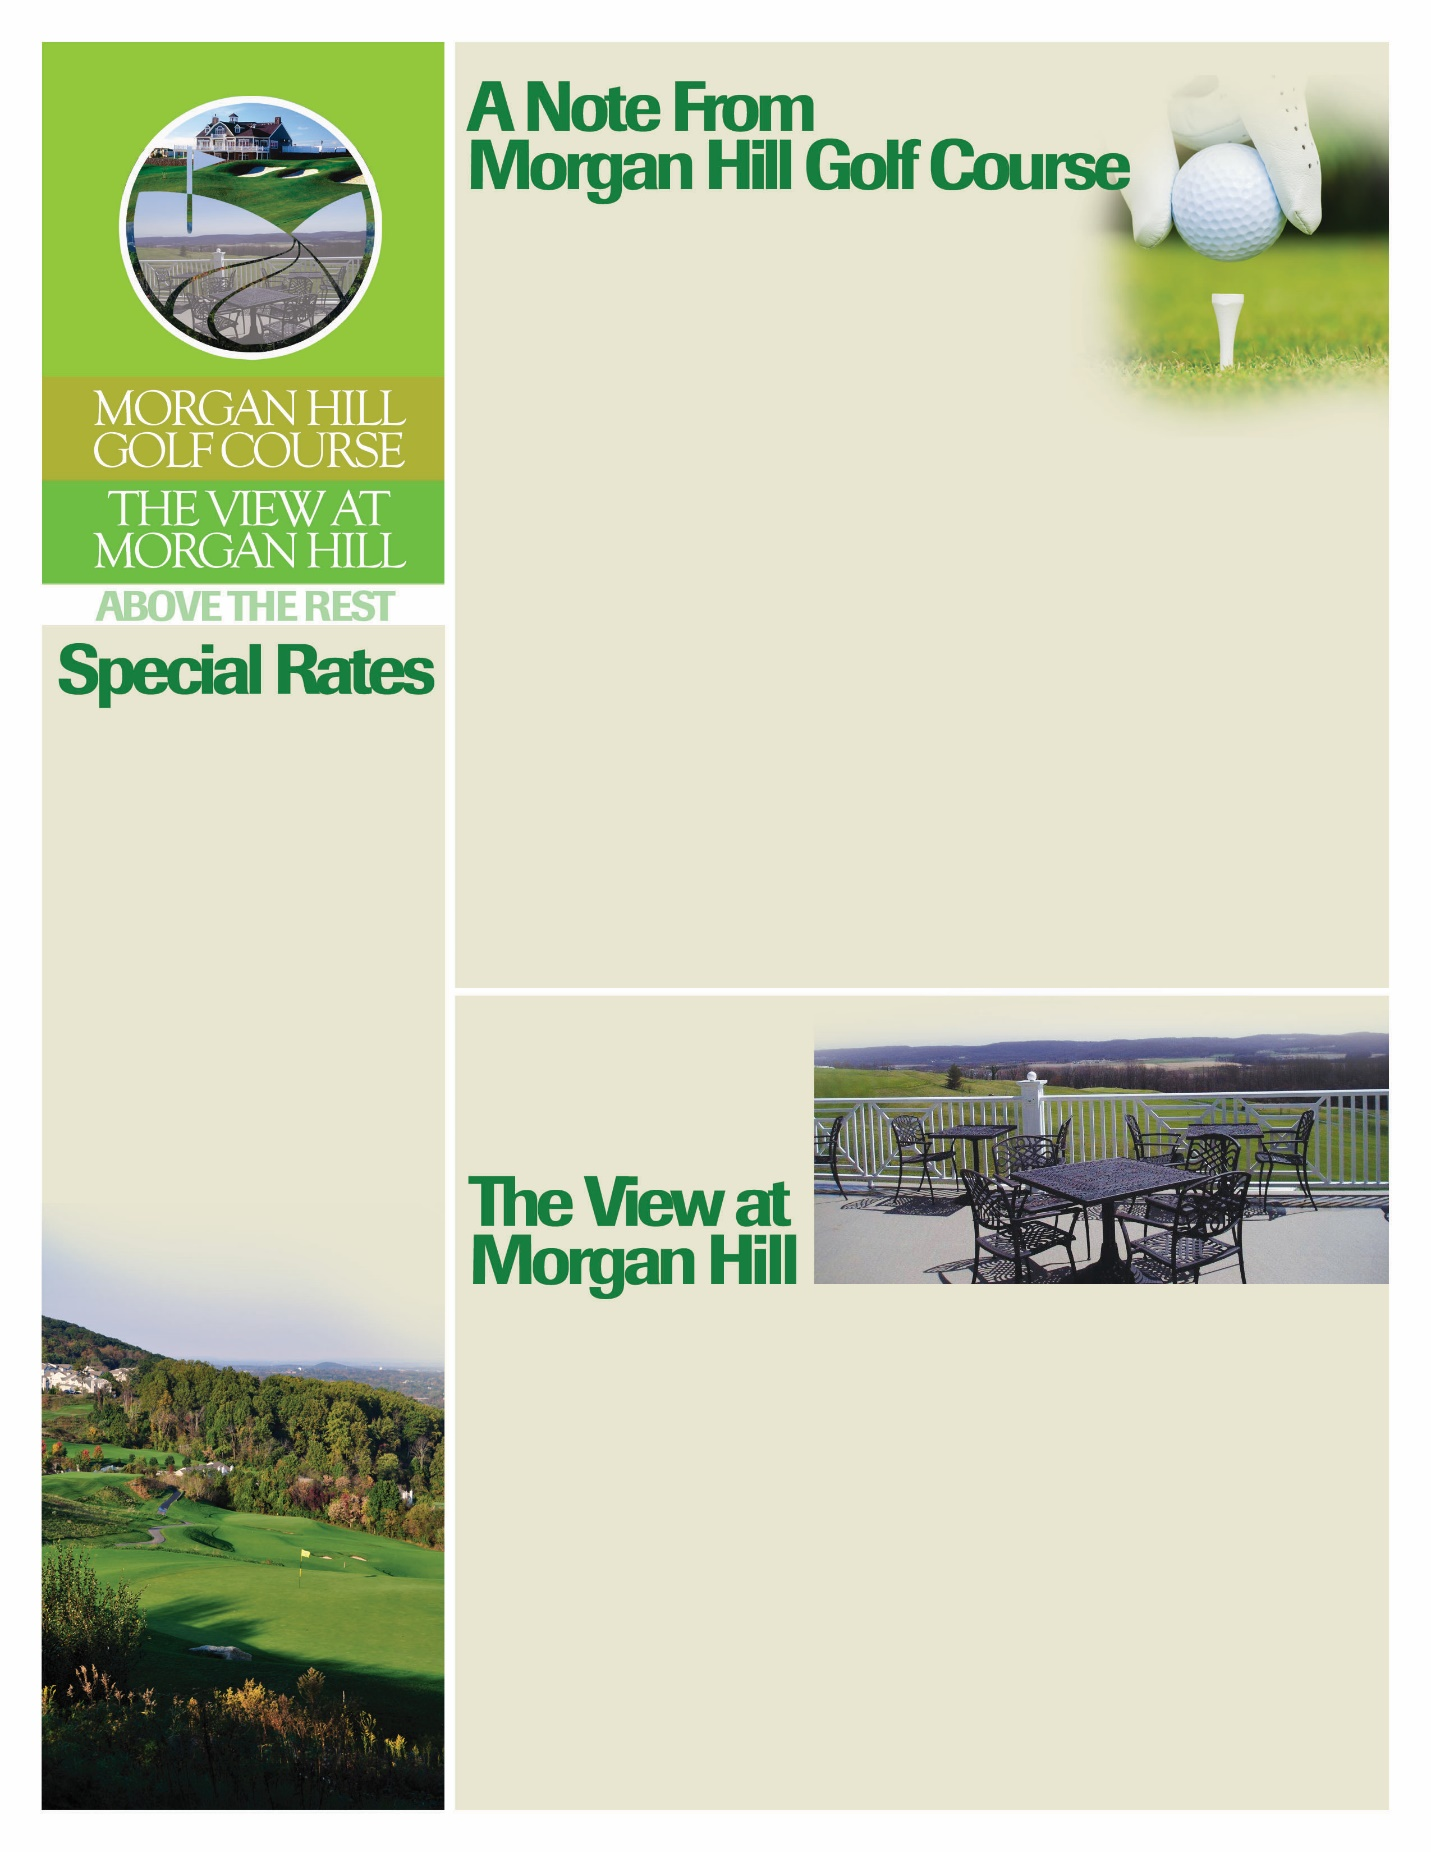 MORGAN HILL
GOLF COURSE
THE VIEW AT
MORGAN HILL
ABOVE THE REST
Special Rates
A Note From
Morgan Hill Golf Course
The View at
Morgan Hill